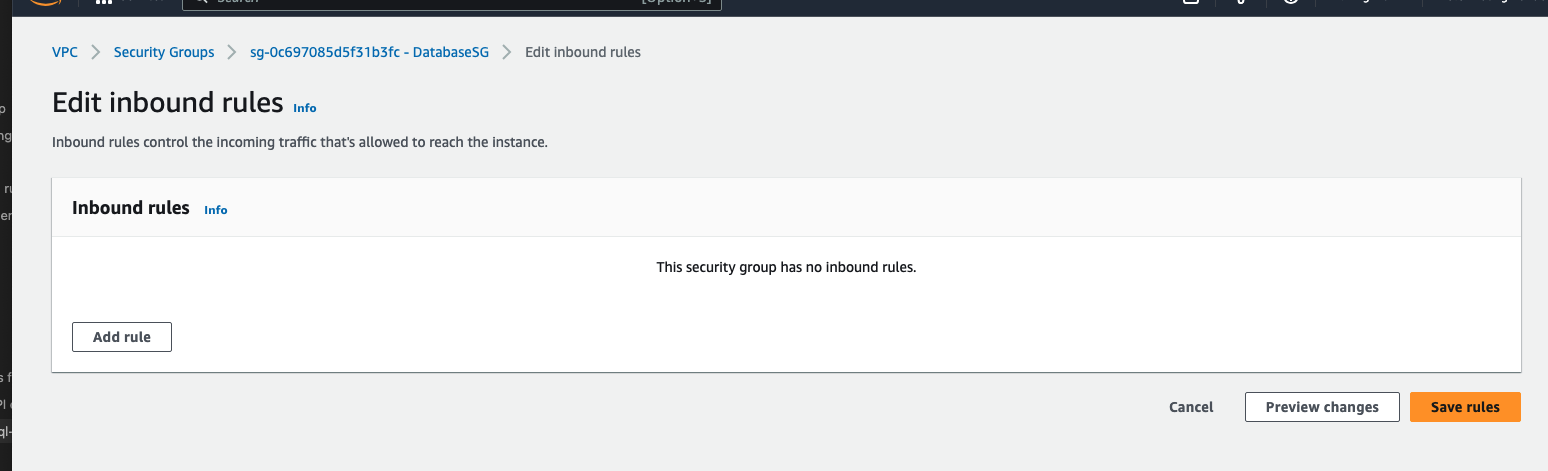 Search [Option+S]
VPC > Security Groups > sg-0c697085d5f31b3fc - DatabaseSG > Edit inbound rules
Edit inbound rules Info
Inbound rules control the incoming traffic that's allowed to reach the instance.
Inbound rules Info
This security group has no inbound rules.
Add rule
Cancel Preview changes Save rules